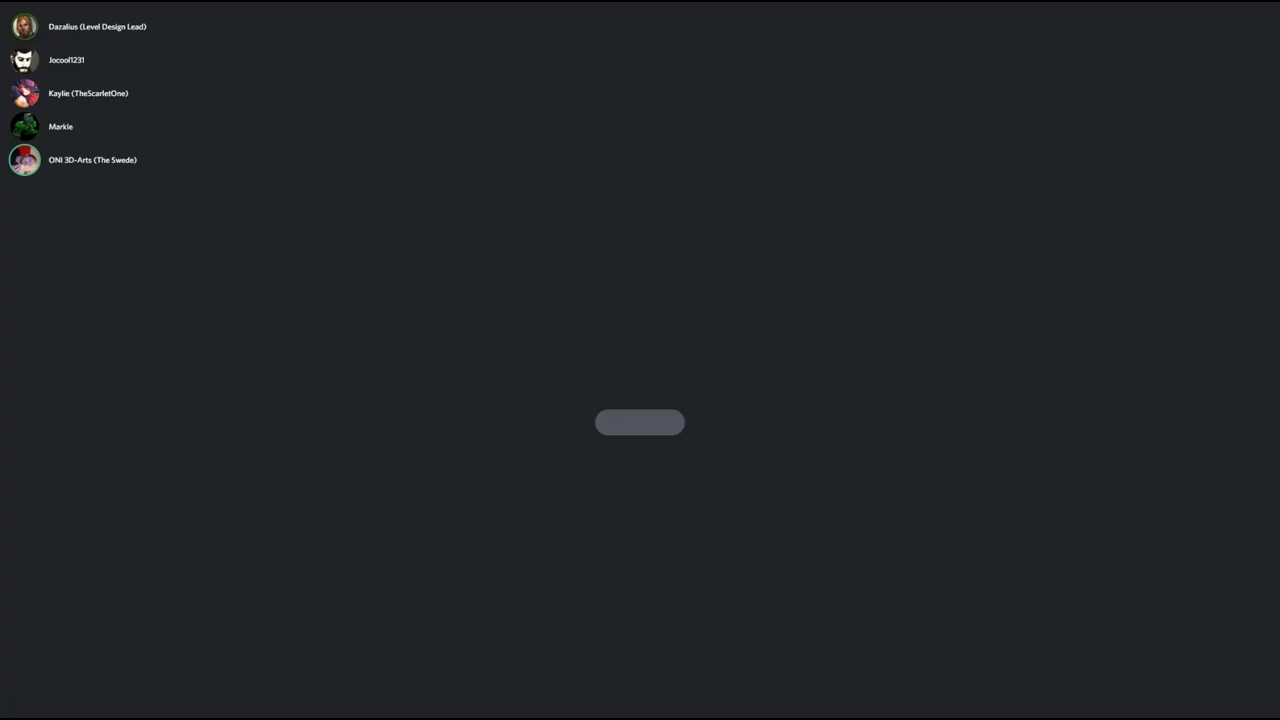 Dazalius (Level Design Lead)
Jocool1231
Kaylie (TheScarletOne)
Markle
ONI 3D-Arts (The Swede)